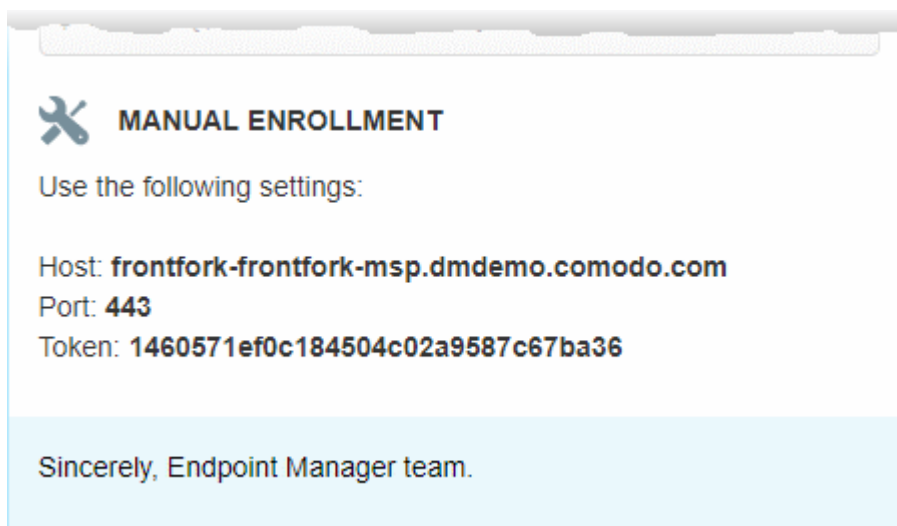 MANUAL ENROLLMENT
Use the following settings:
Host: frontfork-frontfork-msp.dmdemo.comodo.com
Port: 443
Token: 1460571ef0c184504c02a9587c67ba36
Sincerely, Endpoint Manager team.